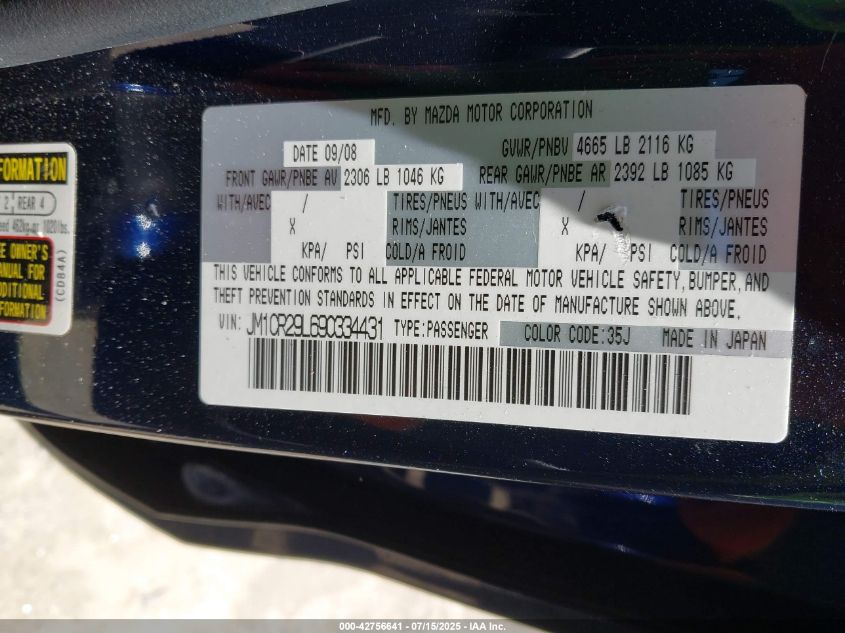 MFD. BY MAZDA MOTOR CORPORATION
DATE 09/08 GVWR/PNBV 4665 LB 2116 KG
FRONT GAWR/PNBE AV 2306 LB 1046 KG REAR GAWR/PNBE AR 2392 LB 1085 KG
WITH/AVEC / TIRES/PNEUS WITH/AVEC / TIRES/PNEUS
X RIMS/JANTES X RIMS/JANTES
KPA/ PSI COLD/A FROID KPA/ PSI COLD/A FROID
THIS VEHICLE CONFORMS TO ALL APPLICABLE FEDERAL MOTOR VEHICLE SAFETY, BUMPER, AND
THEFT PREVENTION STANDARDS IN EFFECT ON THE DATE OF MANUFACTURE SHOWN ABOVE.
VIN: JM1CR29L690334431 TYPE:PASSENGER COLOR CODE:35J MADE IN JAPAN
2, REAR 4
462kg or 1020lbs.
OWNER'S
MANUAL FOR
(CDB4A)
000-42756641 / 07/15/2025 - IAA Inc.